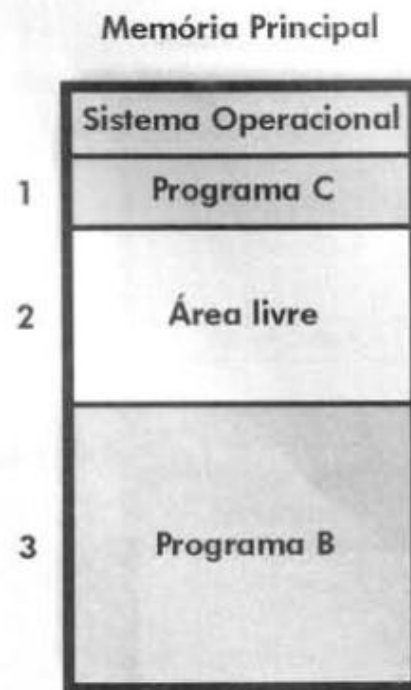 Memória Principal
Sistema Operacional
1 Programa C
2 Área livre
3 Programa B